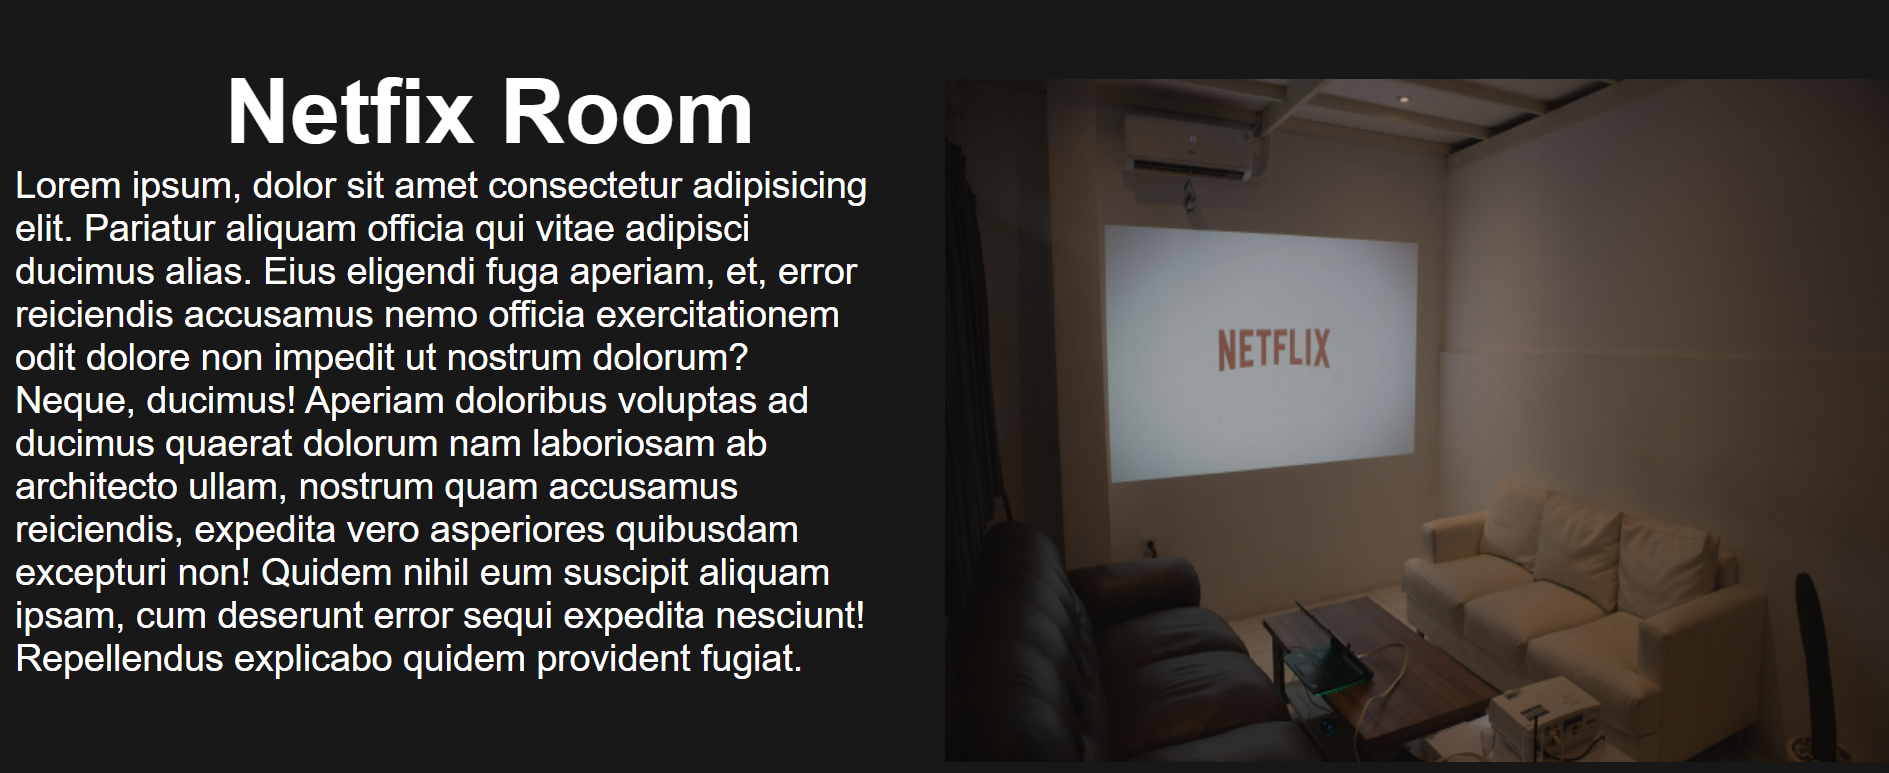 Netfix Room
Lorem ipsum, dolor sit amet consectetur adipisicing
elit. Pariatur aliquam officia qui vitae adipisci
ducimus alias. Eius eligendi fuga aperiam, et, error
reiciendis accusamus nemo officia exercitationem
odit dolore non impedit ut nostrum dolorum?
Neque, ducimus! Aperiam doloribus voluptas ad
ducimus quaerat dolorum nam laboriosam ab
architecto ullam, nostrum quam accusamus
reiciendis, expedita vero asperiores quibusdam
excepturi non! Quidem nihil eum suscipit aliquam
ipsam, cum deserunt error sequi expedita nesciunt!
Repellendus explicabo quidem provident fugiat.
NETFLIX